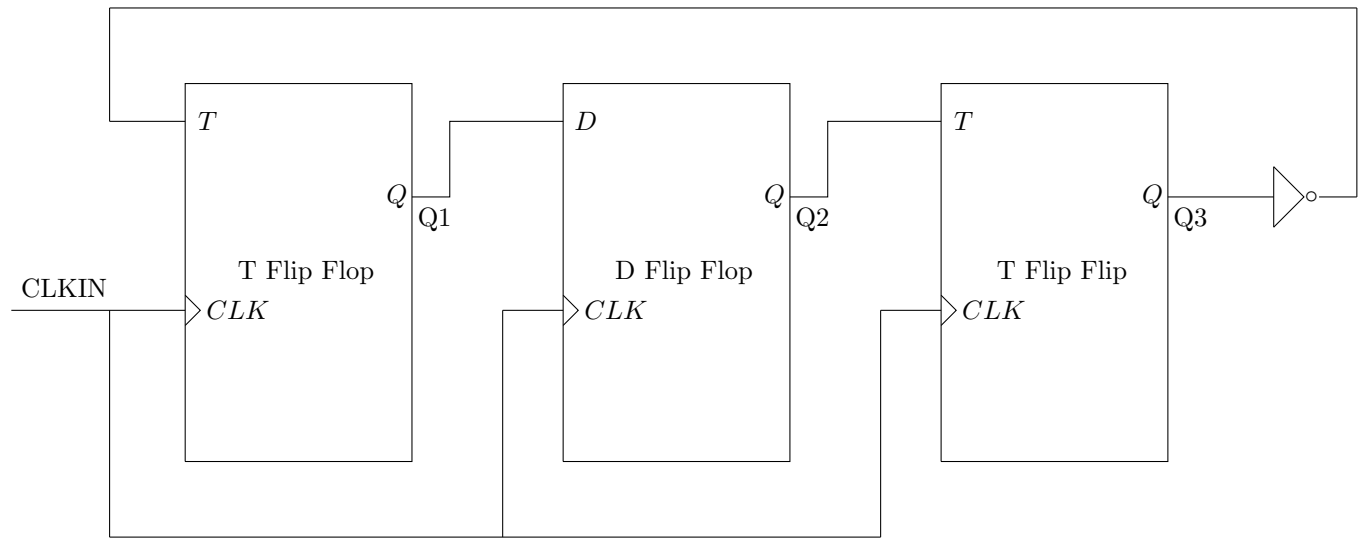 T
D
T
Q
Q
Q
Q1
Q2
Q3
T Flip Flop
D Flip Flop
T Flip Flip
CLKIN
CLK
CLK
CLK